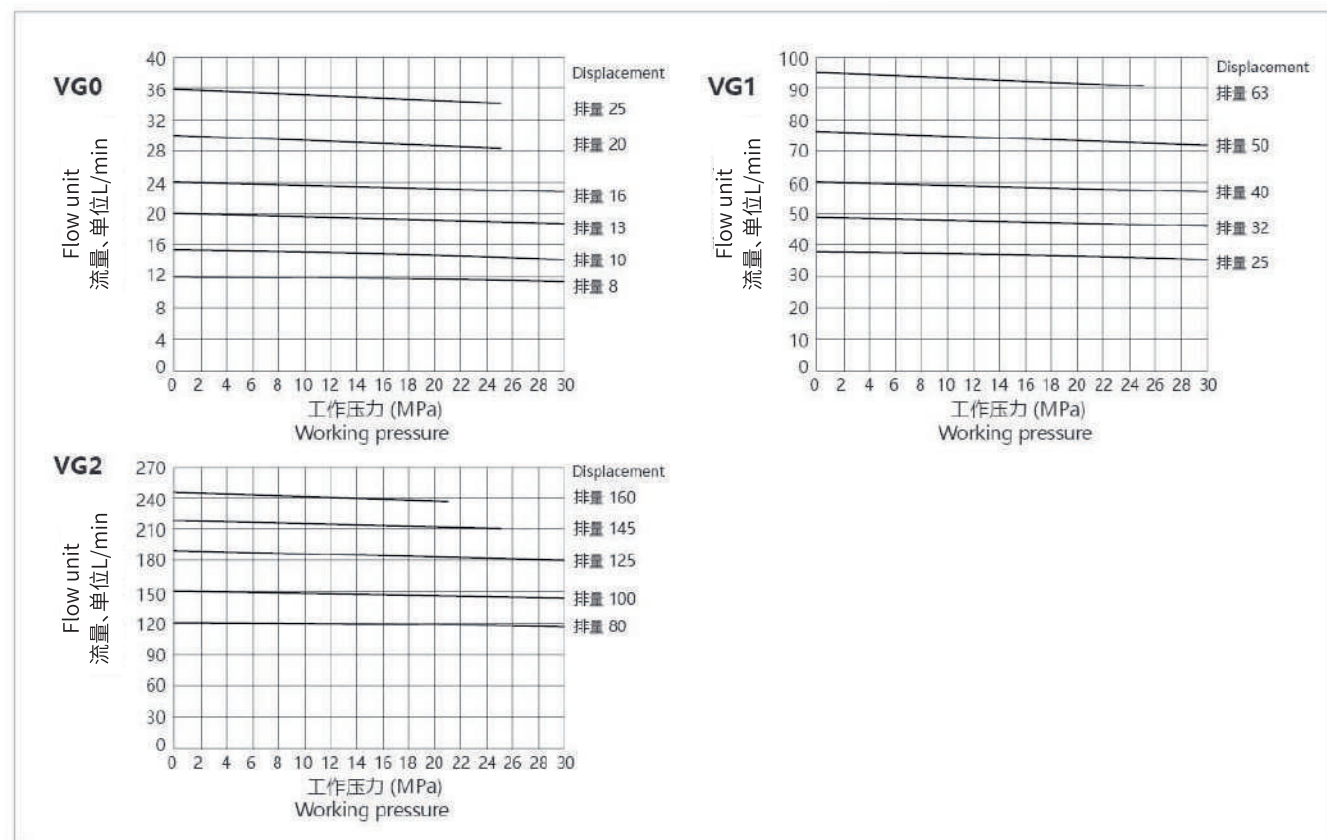 VG0
Flow unit
流量、单位L/min
40
36
32
28
24
20
16
12
8
4
0
0 2 4 6 8 10 12 14 16 18 20 22 24 26 28 30
工作压力 (MPa)
Working pressure
Displacement
排量 25
排量 20
排量 16
排量 13
排量 10
排量 8
VG1
Flow unit
流量、单位L/min
100
90
80
70
60
50
40
30
20
10
0
0 2 4 6 8 10 12 14 16 18 20 22 24 26 28 30
工作压力 (MPa)
Working pressure
Displacement
排量 63
排量 50
排量 40
排量 32
排量 25
VG2
Flow unit
流量、单位L/min
270
240
210
180
150
120
90
60
30
0
0 2 4 6 8 10 12 14 16 18 20 22 24 26 28 30
工作压力 (MPa)
Working pressure
Displacement
排量 160
排量 145
排量 125
排量 100
排量 80